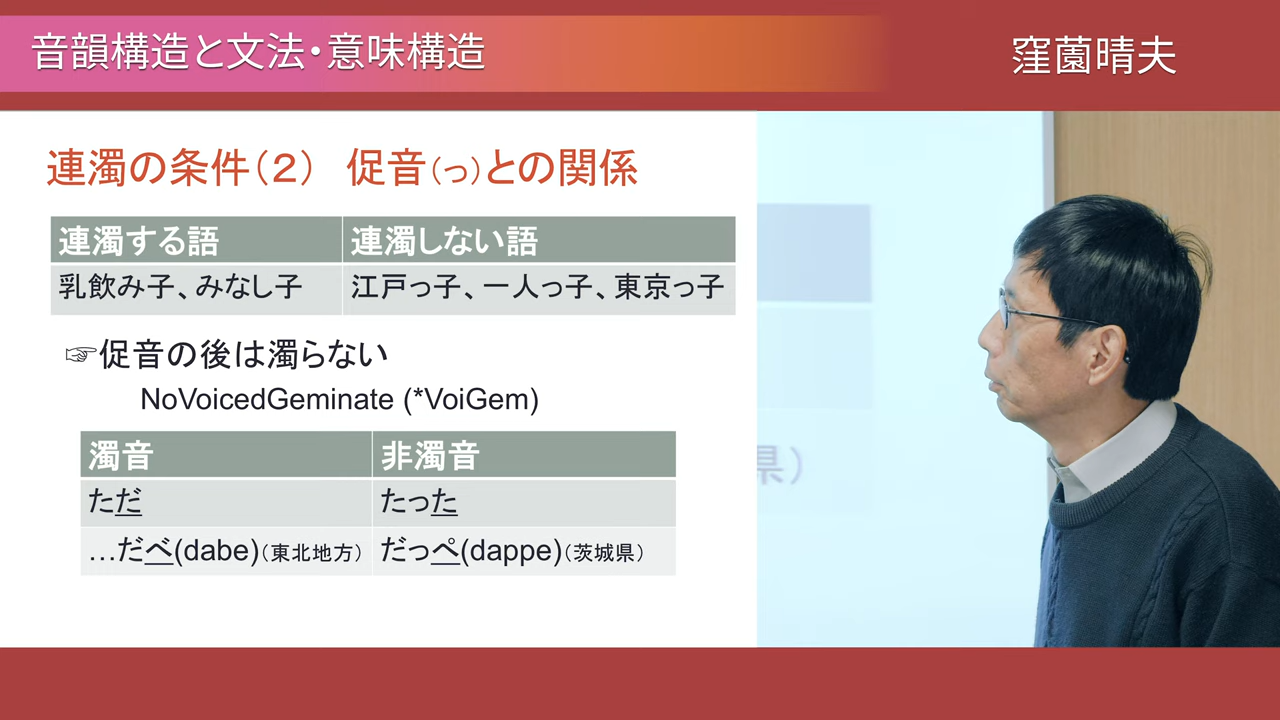 音韻構造と文法・意味構造
窪薗晴夫
連濁の条件(2) 促音(っ)との関係
連濁する語 連濁しない語
乳飲み子、みなし子 江戸っ子、一人っ子、東京っ子
☞促音の後は濁らない
NoVoicedGeminate (*VoiGem)
濁音 非濁音
ただ たった
…だべ(dabe)(東北地方) だっぺ(dappe)(茨城県)
県)